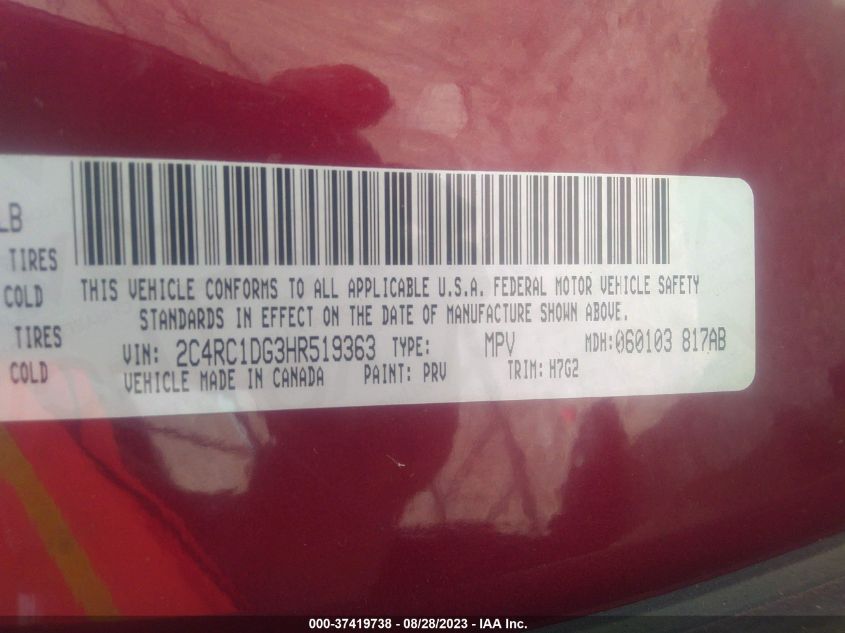 LB
TIRES
COLD
TIRES
COLD
THIS VEHICLE CONFORMS TO ALL APPLICABLE U.S.A. FEDERAL MOTOR VEHICLE SAFETY
STANDARDS IN EFFECT ON THE DATE OF MANUFACTURE SHOWN ABOVE.
VIN: 2C4RC1DG3HR519363 TYPE: MPV MDH:060103 817AB
VEHICLE MADE IN CANADA PAINT: PRV TRIM: H7G2
000-37419738 - 08/28/2023 - IAA Inc.